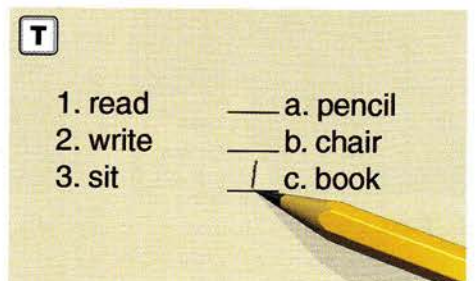 T
1. read ____ a. pencil
2. write ____ b. chair
3. sit __1__ c. book